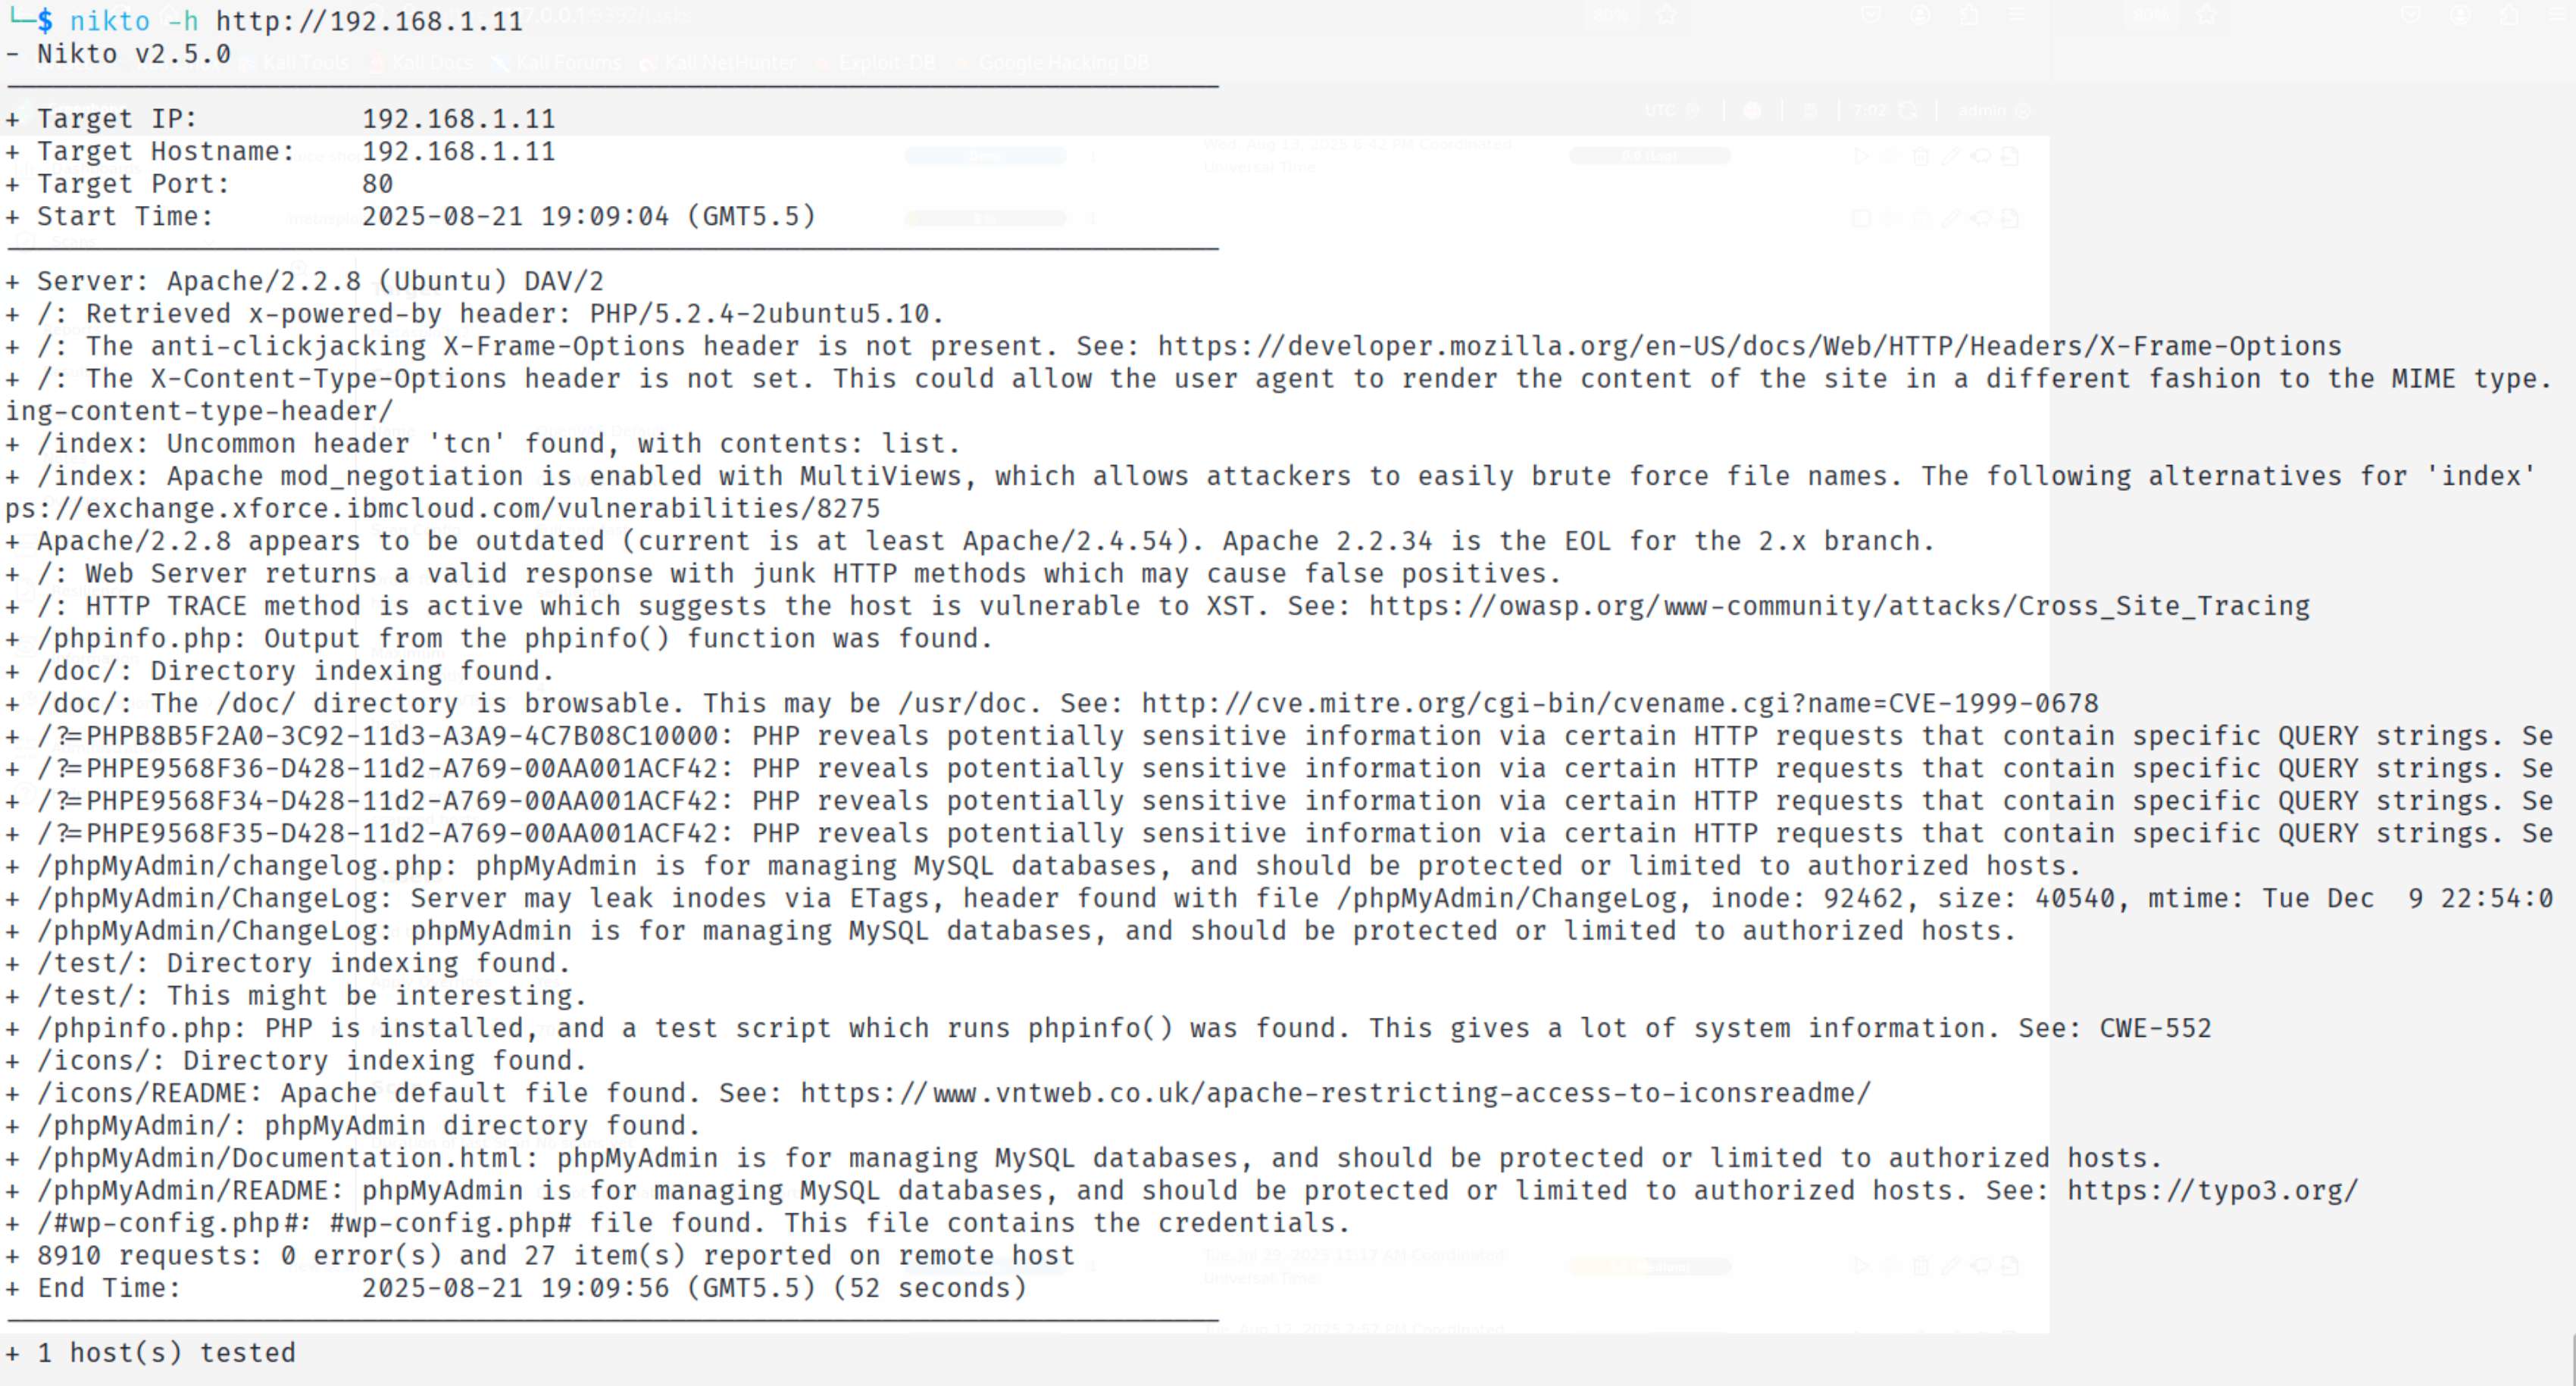 └─$ nikto -h http://192.168.1.11
- Nikto v2.5.0
Kali Tools Kali Docs Kali Forums Kali NetHunter Exploit-DB Google Hacking DB
+ Target IP: 192.168.1.11
UTC 7:02 admin
+ Target Hostname: 192.168.1.11
+ Target Port: 80
+ Start Time: 2025-08-21 19:09:04 (GMT5.5)
+ Server: Apache/2.2.8 (Ubuntu) DAV/2
+ /: Retrieved x-powered-by header: PHP/5.2.4-2ubuntu5.10.
+ /: The anti-clickjacking X-Frame-Options header is not present. See: https://developer.mozilla.org/en-US/docs/Web/HTTP/Headers/X-Frame-Options
+ /: The X-Content-Type-Options header is not set. This could allow the user agent to render the content of the site in a different fashion to the MIME type.
ing-content-type-header/
+ /index: Uncommon header 'tcn' found, with contents: list.
+ /index: Apache mod_negotiation is enabled with MultiViews, which allows attackers to easily brute force file names. The following alternatives for 'index'
ps://exchange.xforce.ibmcloud.com/vulnerabilities/8275
+ Apache/2.2.8 appears to be outdated (current is at least Apache/2.4.54). Apache 2.2.34 is the EOL for the 2.x branch.
+ /: Web Server returns a valid response with junk HTTP methods which may cause false positives.
+ /: HTTP TRACE method is active which suggests the host is vulnerable to XST. See: https://owasp.org/www-community/attacks/Cross_Site_Tracing
+ /phpinfo.php: Output from the phpinfo() function was found.
+ /doc/: Directory indexing found.
+ /doc/: The /doc/ directory is browsable. This may be /usr/doc. See: http://cve.mitre.org/cgi-bin/cvename.cgi?name=CVE-1999-0678
+ /?=PHPB8B5F2A0-3C92-11d3-A3A9-4C7B08C10000: PHP reveals potentially sensitive information via certain HTTP requests that contain specific QUERY strings. Se
+ /?=PHPE9568F36-D428-11d2-A769-00AA001ACF42: PHP reveals potentially sensitive information via certain HTTP requests that contain specific QUERY strings. Se
+ /?=PHPE9568F34-D428-11d2-A769-00AA001ACF42: PHP reveals potentially sensitive information via certain HTTP requests that contain specific QUERY strings. Se
+ /?=PHPE9568F35-D428-11d2-A769-00AA001ACF42: PHP reveals potentially sensitive information via certain HTTP requests that contain specific QUERY strings. Se
+ /phpMyAdmin/changelog.php: phpMyAdmin is for managing MySQL databases, and should be protected or limited to authorized hosts.
+ /phpMyAdmin/ChangeLog: Server may leak inodes via ETags, header found with file /phpMyAdmin/ChangeLog, inode: 92462, size: 40540, mtime: Tue Dec  9 22:54:0
+ /phpMyAdmin/ChangeLog: phpMyAdmin is for managing MySQL databases, and should be protected or limited to authorized hosts.
+ /test/: Directory indexing found.
+ /test/: This might be interesting.
+ /phpinfo.php: PHP is installed, and a test script which runs phpinfo() was found. This gives a lot of system information. See: CWE-552
+ /icons/: Directory indexing found.
+ /icons/README: Apache default file found. See: https://www.vntweb.co.uk/apache-restricting-access-to-iconsreadme/
+ /phpMyAdmin/: phpMyAdmin directory found.
+ /phpMyAdmin/Documentation.html: phpMyAdmin is for managing MySQL databases, and should be protected or limited to authorized hosts.
+ /phpMyAdmin/README: phpMyAdmin is for managing MySQL databases, and should be protected or limited to authorized hosts. See: https://typo3.org/
+ /#wp-config.php#: #wp-config.php# file found. This file contains the credentials.
+ 8910 requests: 0 error(s) and 27 item(s) reported on remote host
+ End Time: 2025-08-21 19:09:56 (GMT5.5) (52 seconds)
+ 1 host(s) tested